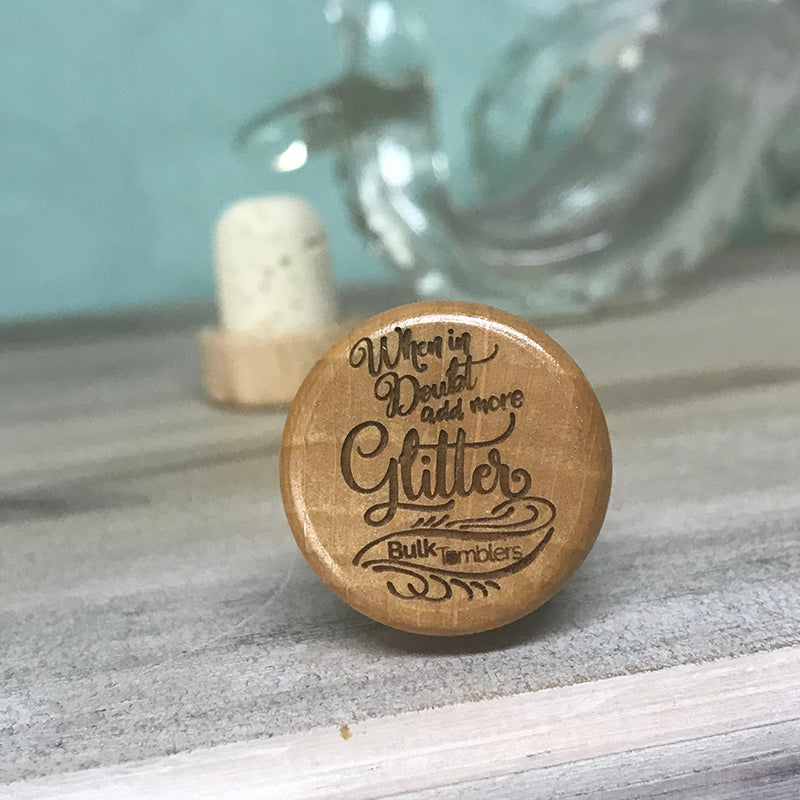 When in
Doubt
add more
Glitter
BulkTumblers